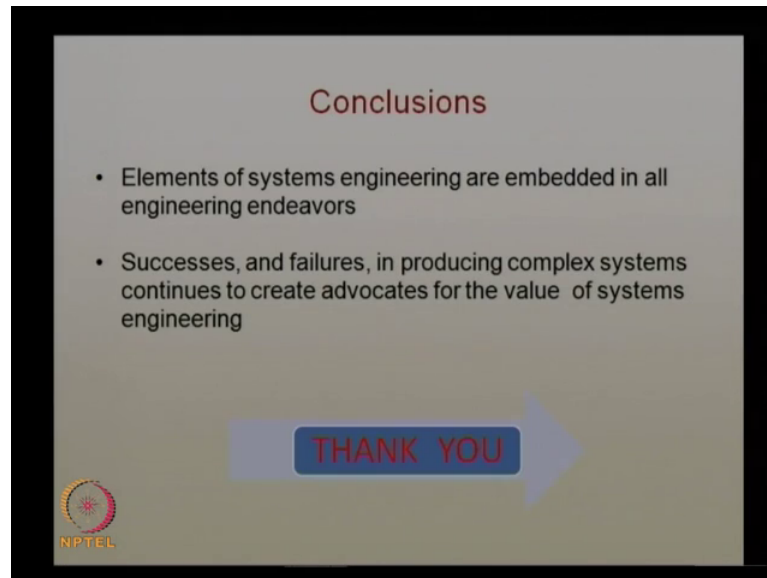 Conclusions
• Elements of systems engineering are embedded in all
engineering endeavors
• Successes, and failures, in producing complex systems
continues to create advocates for the value of systems
engineering
THANK YOU
NPTEL